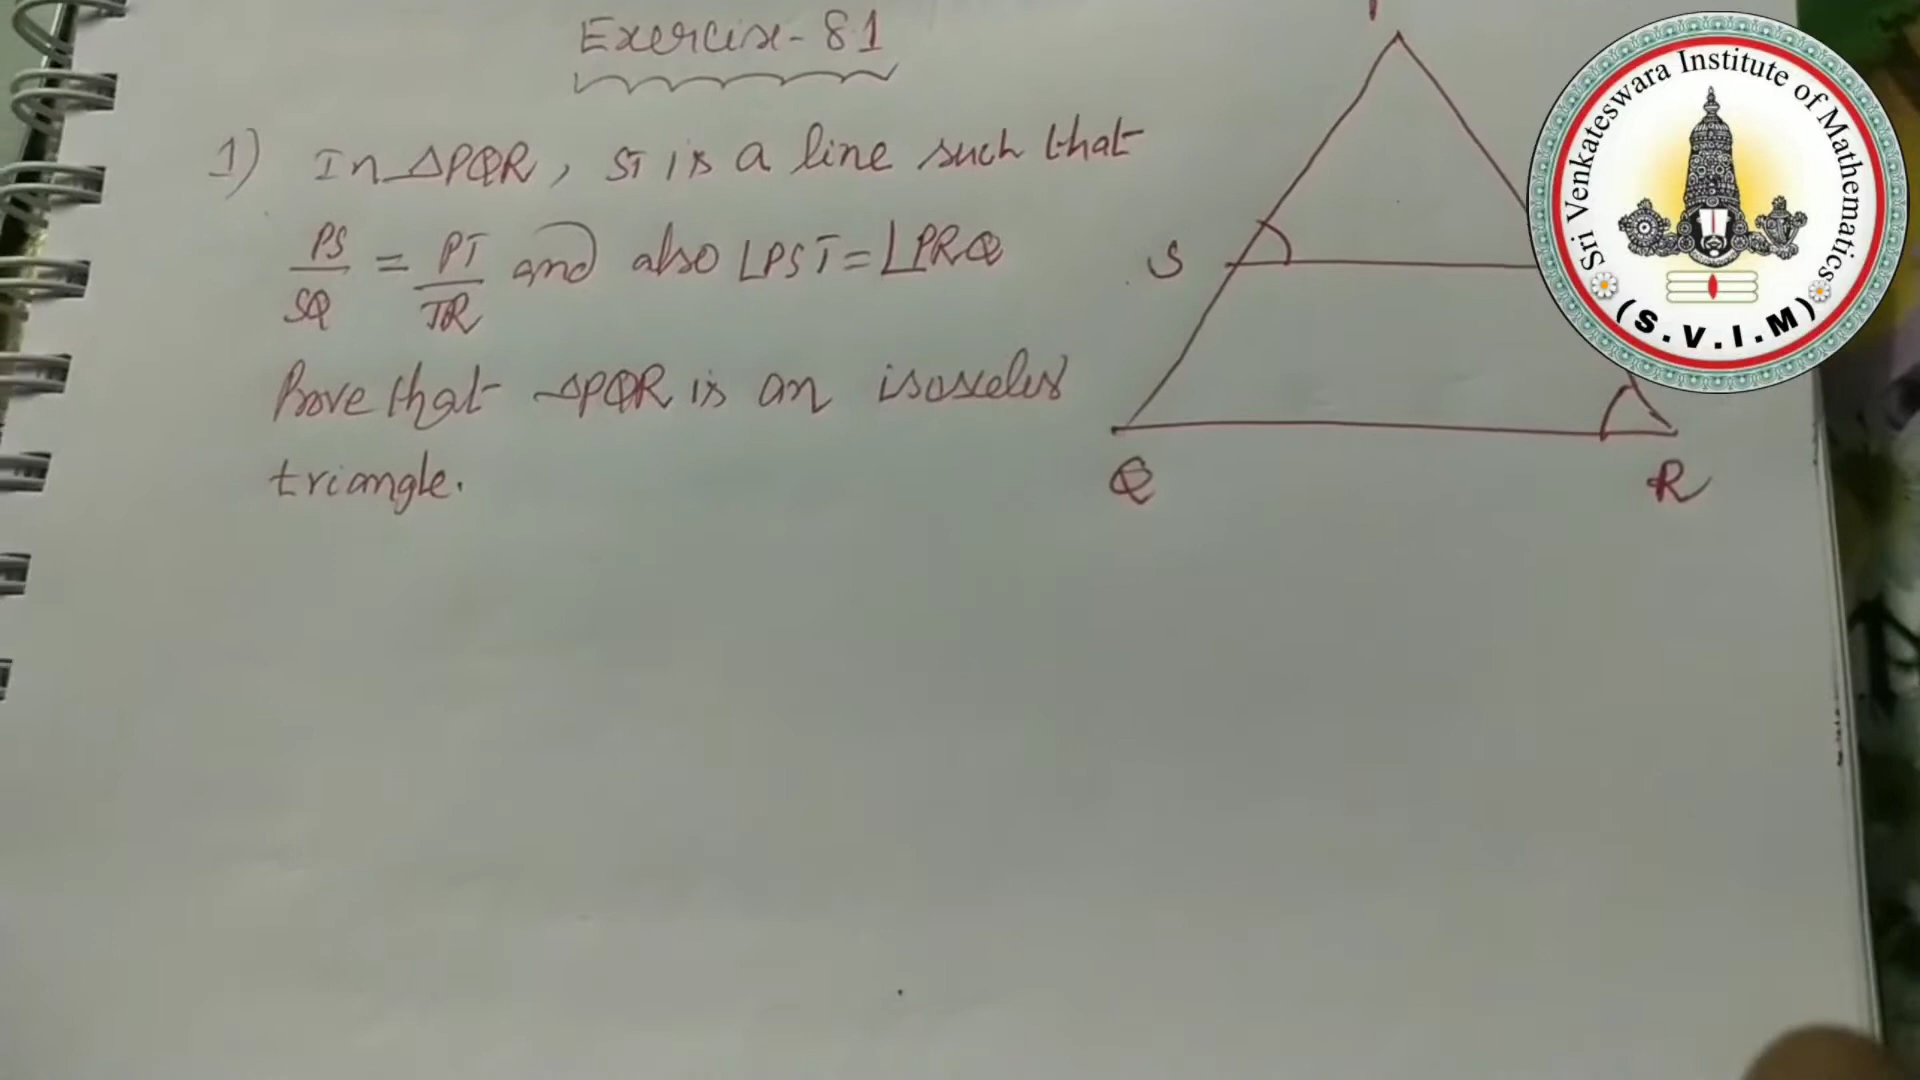 Exercise - 8.1
1) In △PQR, ST is a line such that
PS/SQ = PT/TR and also ∠PST = ∠PRQ
Prove that △PQR is an isosceles
triangle.
P
S
Q
R
Sri Venkateswara Institute of Mathematics
(S.V.I.M)